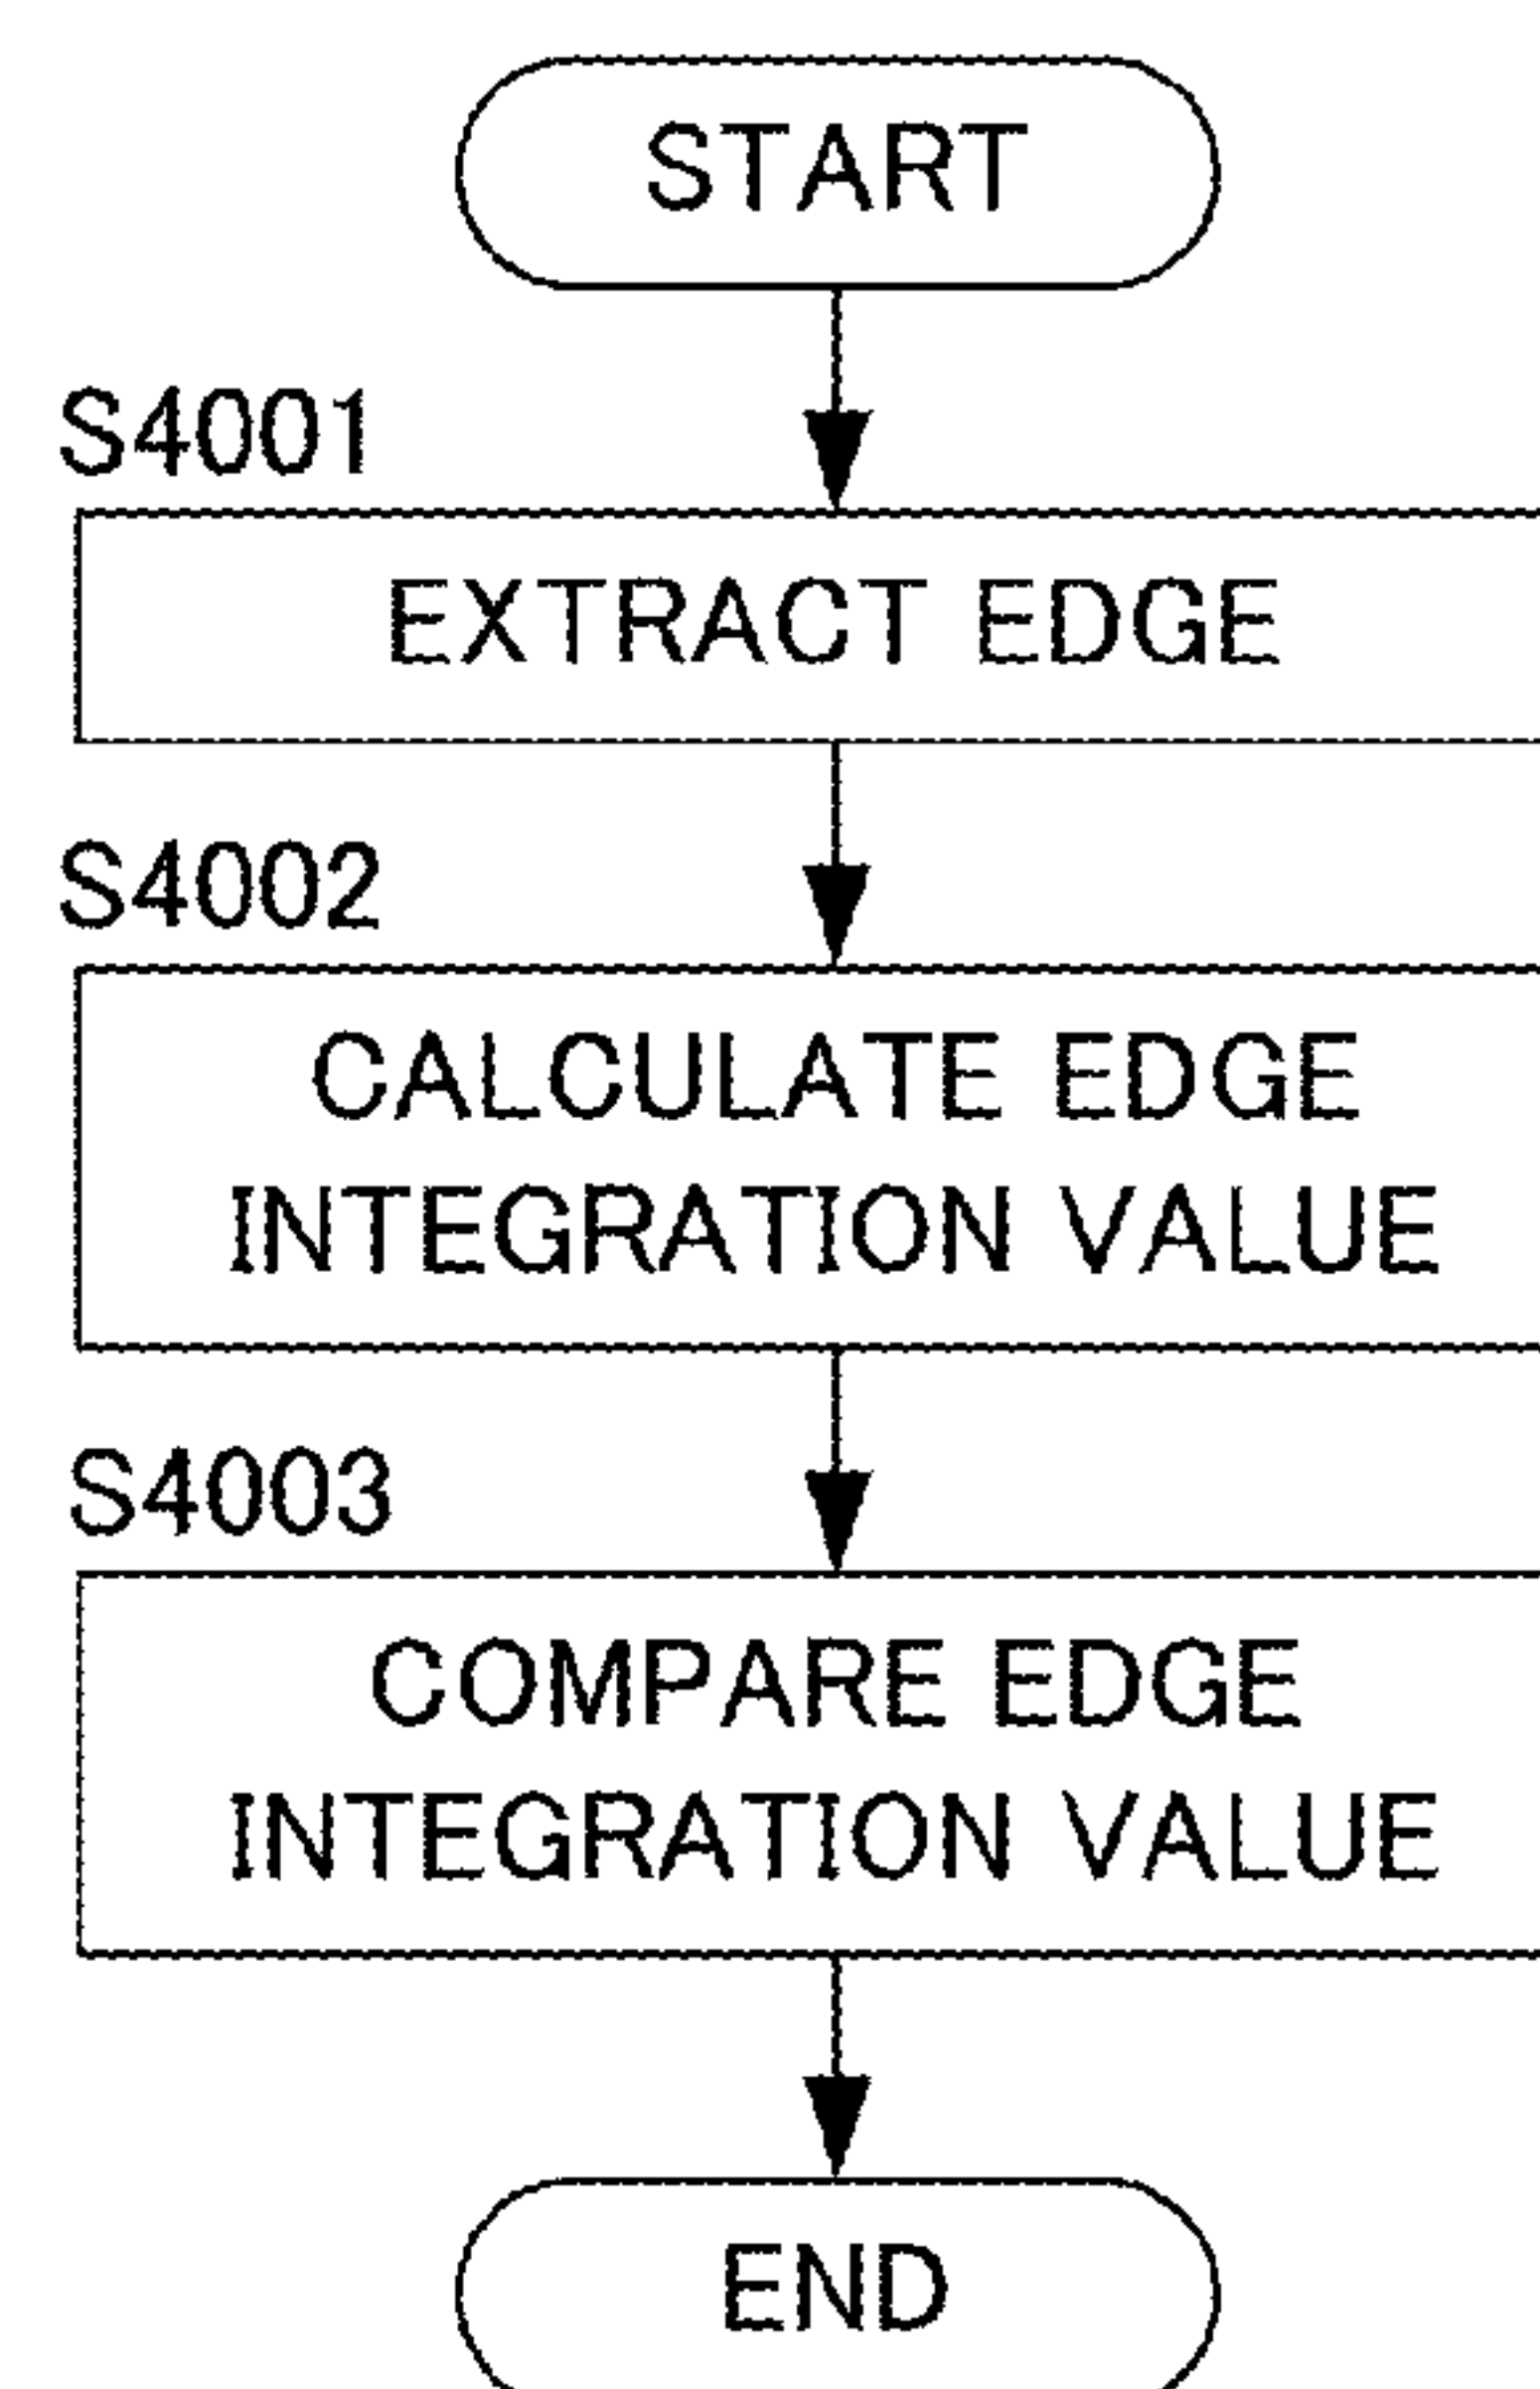 START
S4001
EXTRACT EDGE
S4002
CALCULATE EDGE
INTEGRATION VALUE
S4003
COMPARE EDGE
INTEGRATION VALUE
END